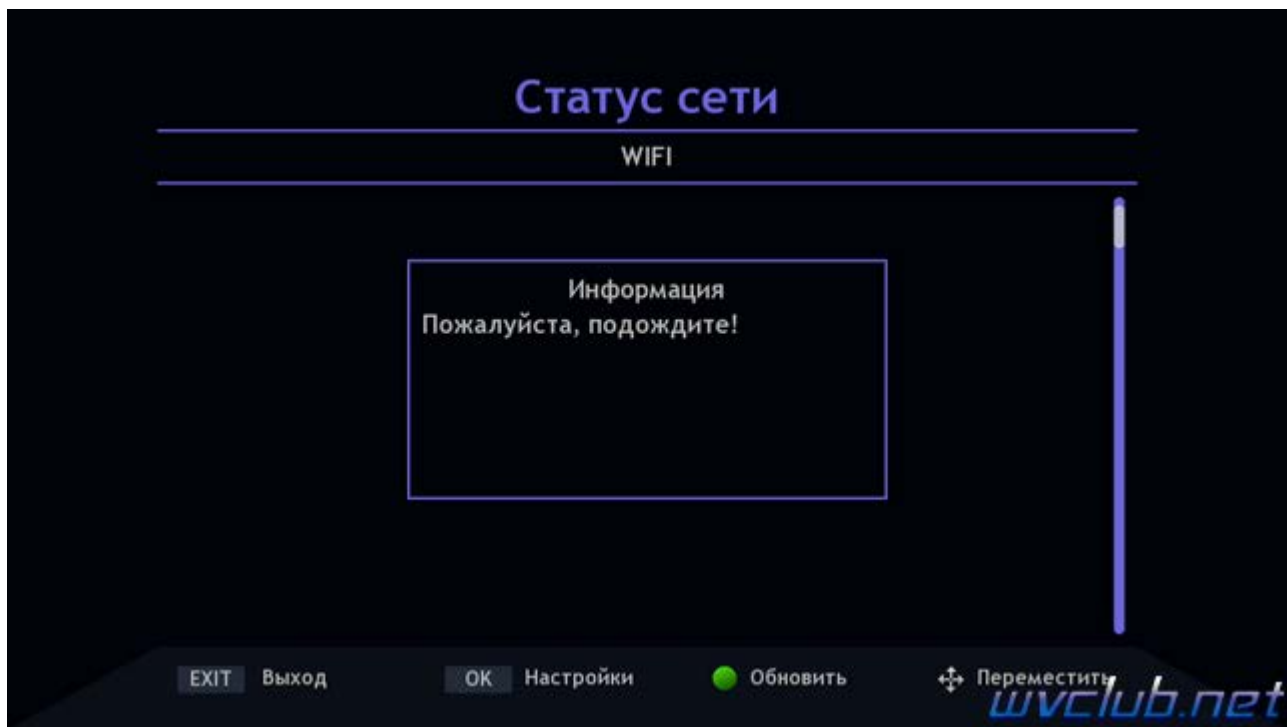 Статус сети
WIFI
Информация
Пожалуйста, подождите!
EXIT Выход OK Настройки Обновить Переместить
wvclub.net